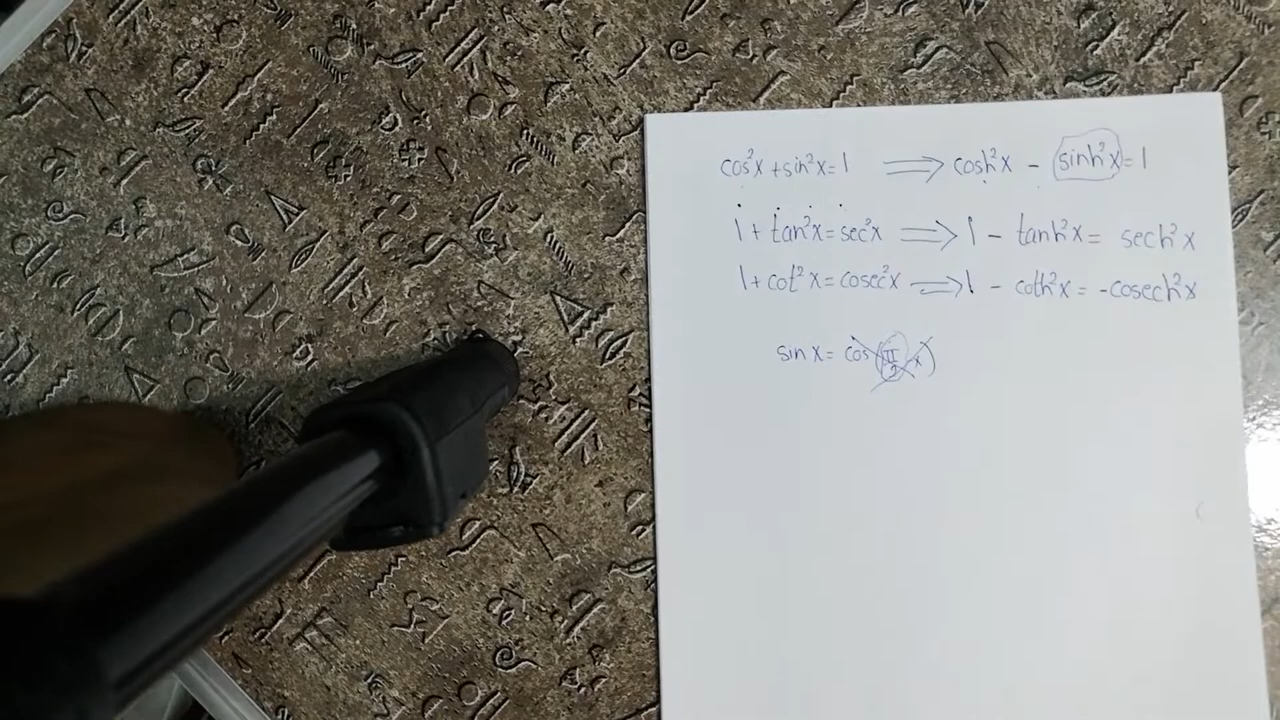 cos²x + sin²x = 1 ⟹ cosh²x - sinh²x = 1
1 + tan²x = sec²x ⟹ 1 - tanh²x = sech²x
1 + cot²x = cosec²x ⟹ 1 - coth²x = -cosech²x
sin x = cos(π/2 - x)